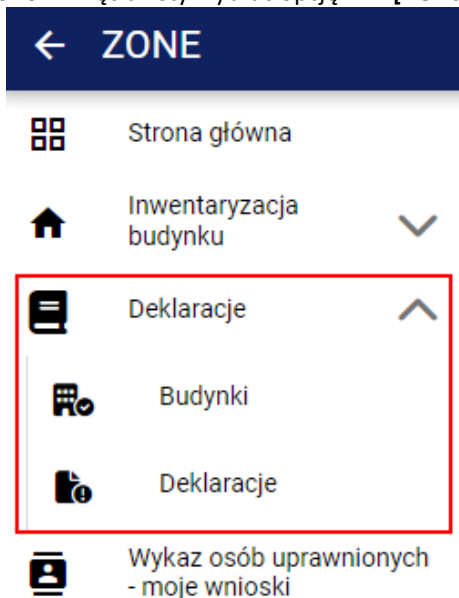 ZONE
Strona główna
Inwentaryzacja
budynku
Deklaracje
Budynki
Deklaracje
Wykaz osób uprawnionych
- moje wnioski